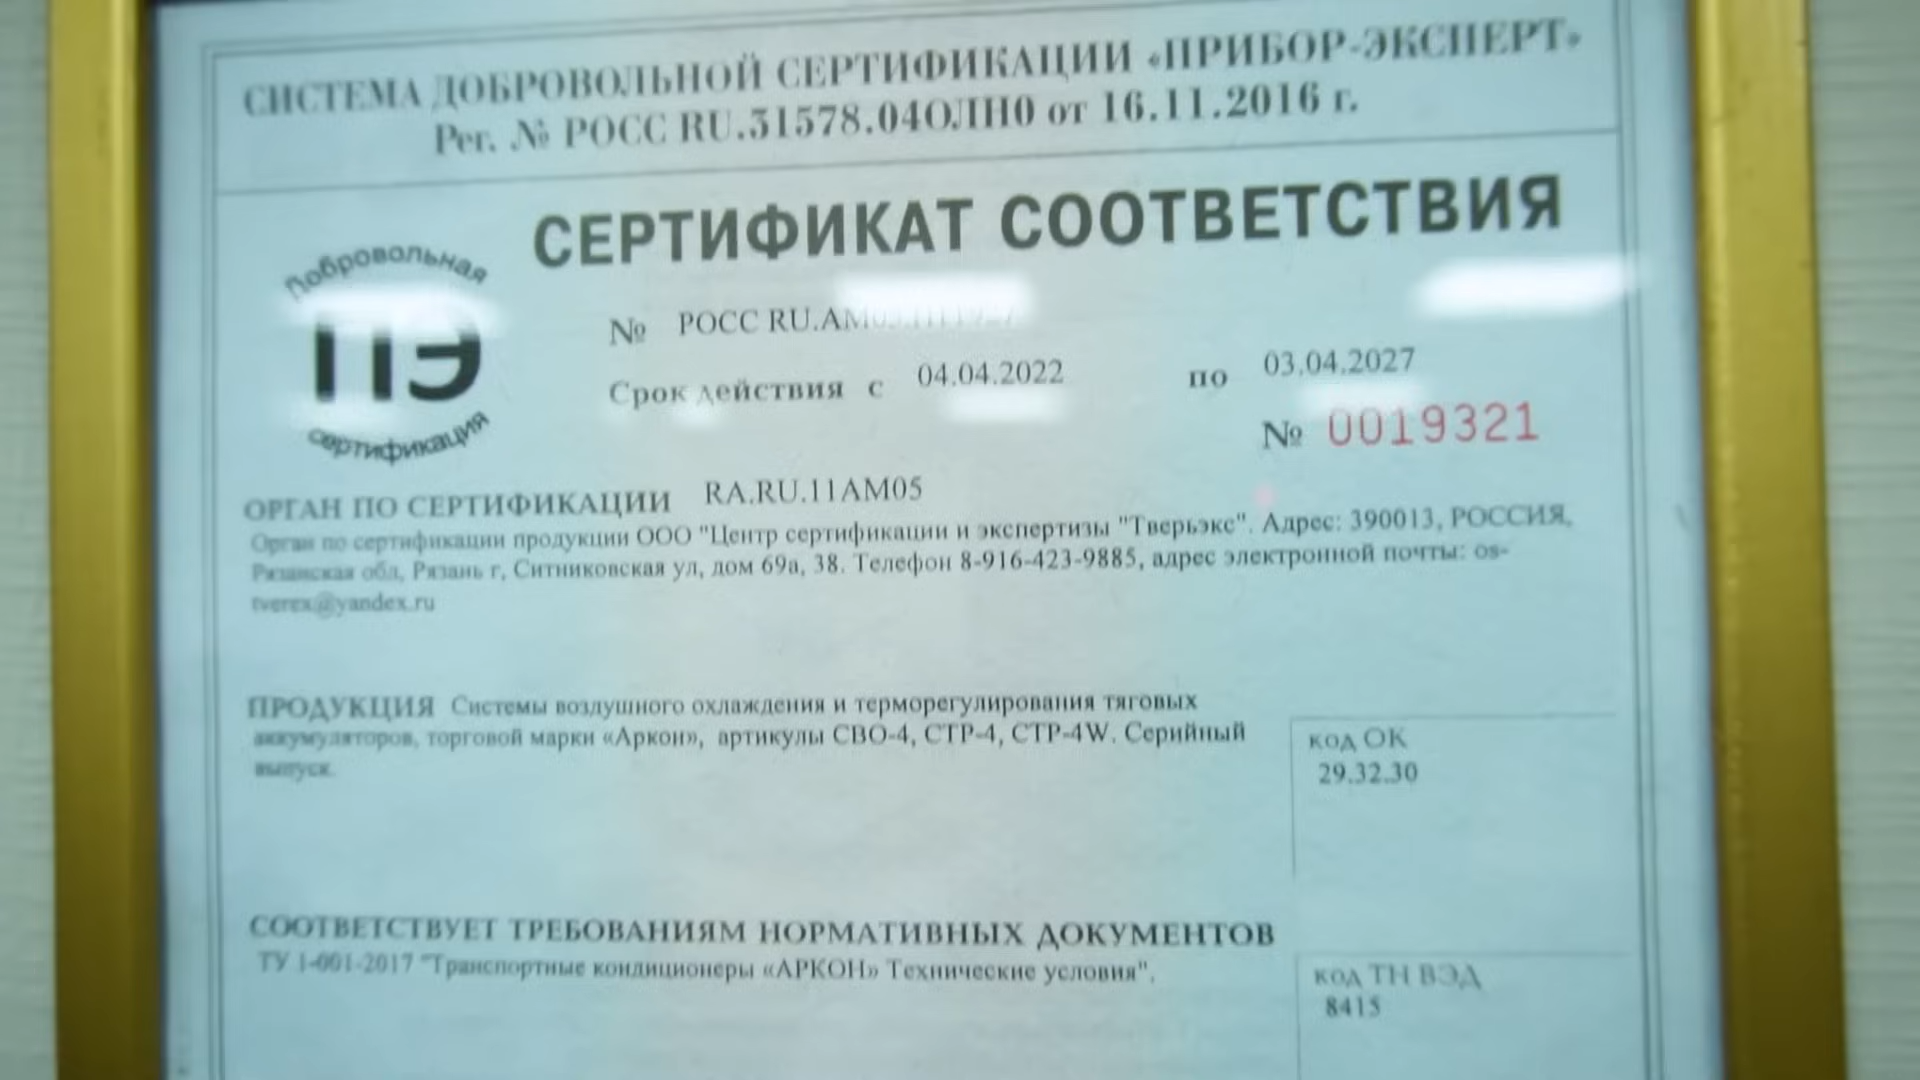 СИСТЕМА ДОБРОВОЛЬНОЙ СЕРТИФИКАЦИИ «ПРИБОР-ЭКСПЕРТ»
Рег. № РОСС RU.31578.04ОЛН0 от 16.11.2016 г.
СЕРТИФИКАТ СООТВЕТСТВИЯ
Добровольная
ПЭ
сертификация
№ РОСС RU.АМ05
Срок действия с 04.04.2022 по 03.04.2027
№ 0019321
ОРГАН ПО СЕРТИФИКАЦИИ RA.RU.11АМ05
Орган по сертификации продукции ООО "Центр сертификации и экспертизы "Тверьэкс". Адрес: 390013, РОССИЯ,
Рязанская обл, Рязань г, Ситниковская ул, дом 69а, 38. Телефон 8-916-423-9885, адрес электронной почты: os-
tverex@yandex.ru
ПРОДУКЦИЯ Системы воздушного охлаждения и терморегулирования тяговых
аккумуляторов, торговой марки «Аркон», артикулы СВО-4, СТР-4, СТР-4W. Серийный
выпуск.
код ОК
29.32.30
СООТВЕТСТВУЕТ ТРЕБОВАНИЯМ НОРМАТИВНЫХ ДОКУМЕНТОВ
ТУ 1-001-2017 "Транспортные кондиционеры «АРКОН» Технические условия".
код ТН ВЭД
8415